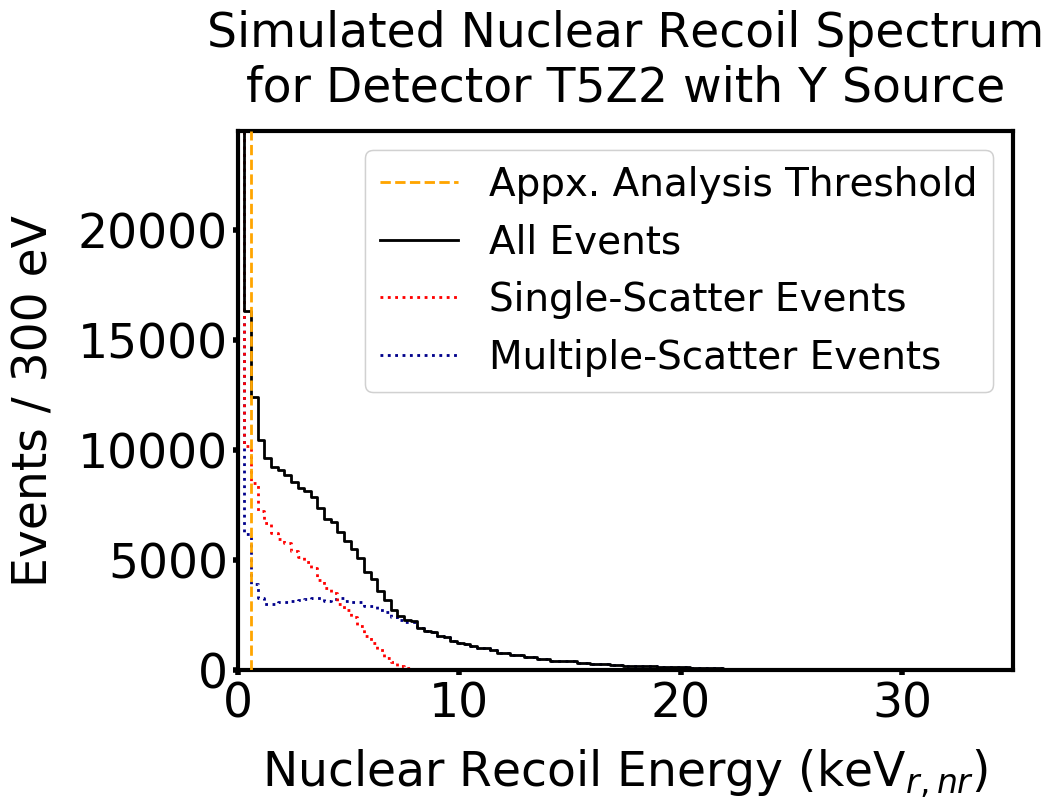 Simulated Nuclear Recoil Spectrum
for Detector T5Z2 with Y Source
Appx. Analysis Threshold
All Events
Single-Scatter Events
Multiple-Scatter Events
Events / 300 eV
20000
15000
10000
5000
0
0 10 20 30
Nuclear Recoil Energy (keV_{r,nr})